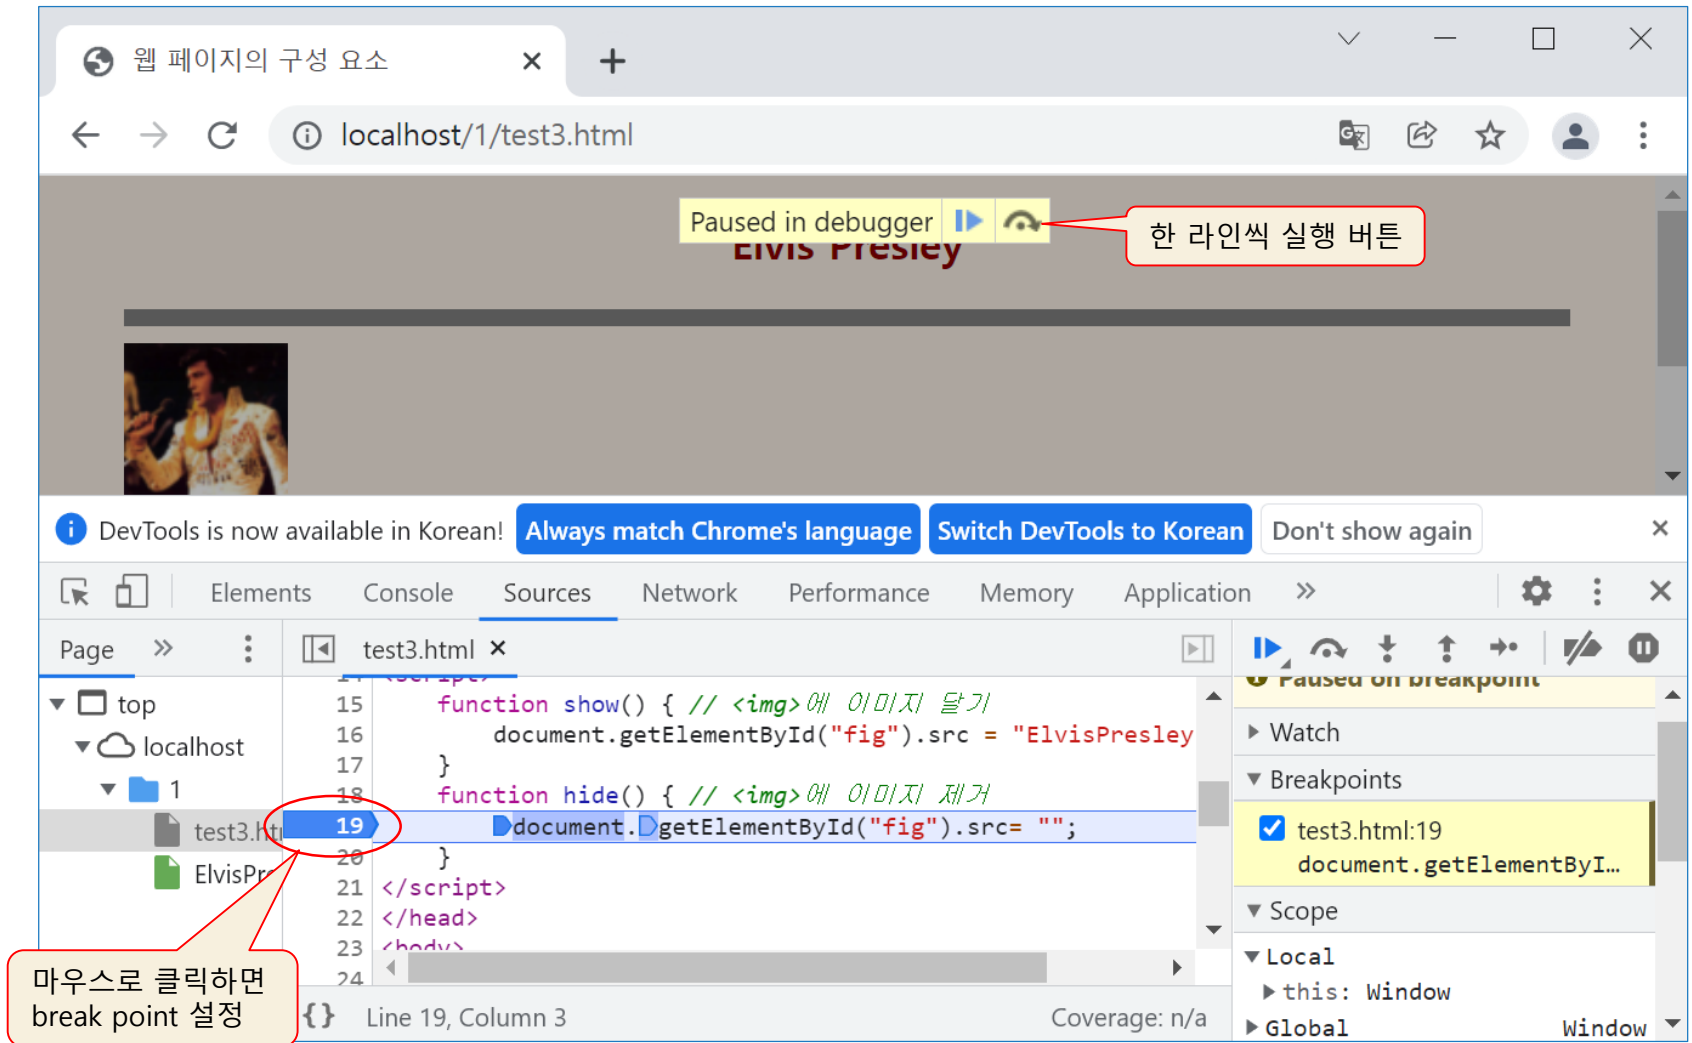 웹 페이지의 구성 요소
localhost/1/test3.html
Paused in debugger
한 라인씩 실행 버튼
Elvis Presley
DevTools is now available in Korean!
Always match Chrome's language
Switch DevTools to Korean
Don't show again
Elements Console Sources Network Performance Memory Application
Page
test3.html
top
localhost
1
test3.ht
ElvisPre
14 <script>
15 function show() { // <img>에 이미지 달기
16 document.getElementById("fig").src = "ElvisPresley
17 }
18 function hide() { // <img>에 이미지 제거
19 document.getElementById("fig").src= "";
20 }
21 </script>
22 </head>
23 <body>
24
{} Line 19, Column 3
Coverage: n/a
마우스로 클릭하면
break point 설정
Paused on breakpoint
Watch
Breakpoints
test3.html:19
document.getElementByI…
Scope
Local
this: Window
Global Window